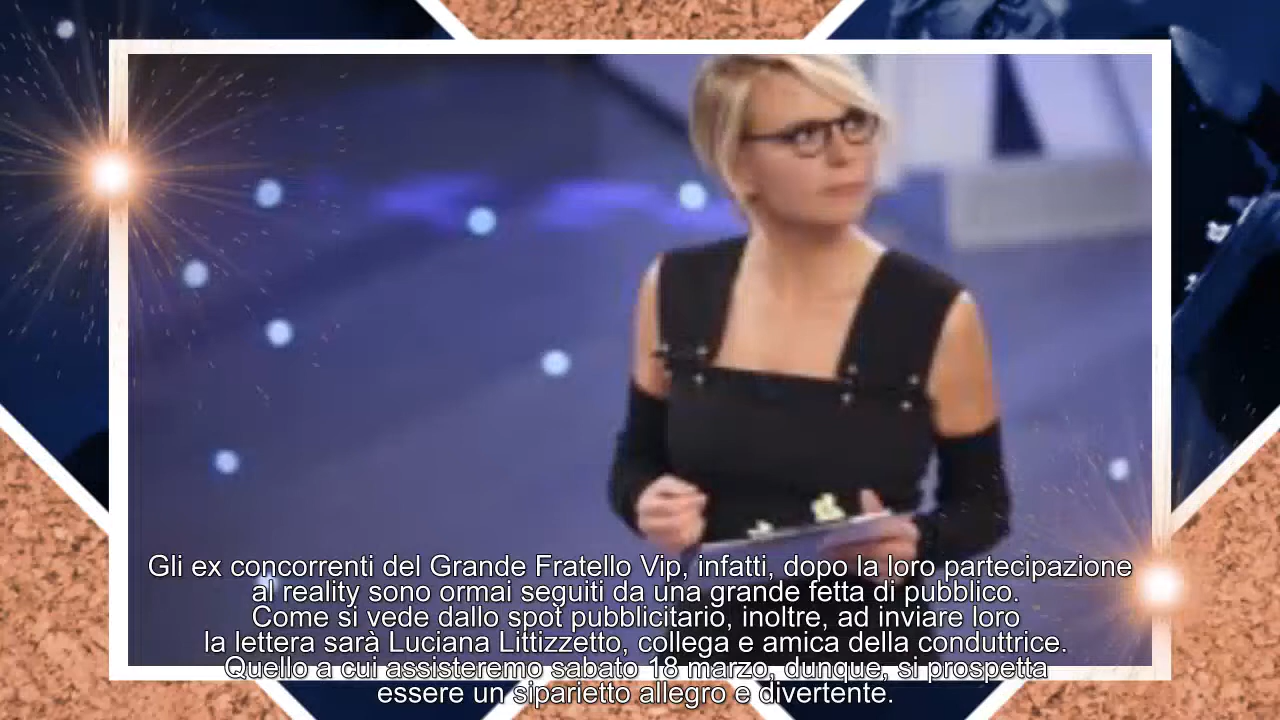 Gli ex concorrenti del Grande Fratello Vip, infatti, dopo la loro partecipazione
al reality sono ormai seguiti da una grande fetta di pubblico.
Come si vede dallo spot pubblicitario, inoltre, ad inviare loro
la lettera sarà Luciana Littizzetto, collega e amica della conduttrice.
Quello a cui assisteremo sabato 18 marzo, dunque, si prospetta
essere un siparietto allegro e divertente.